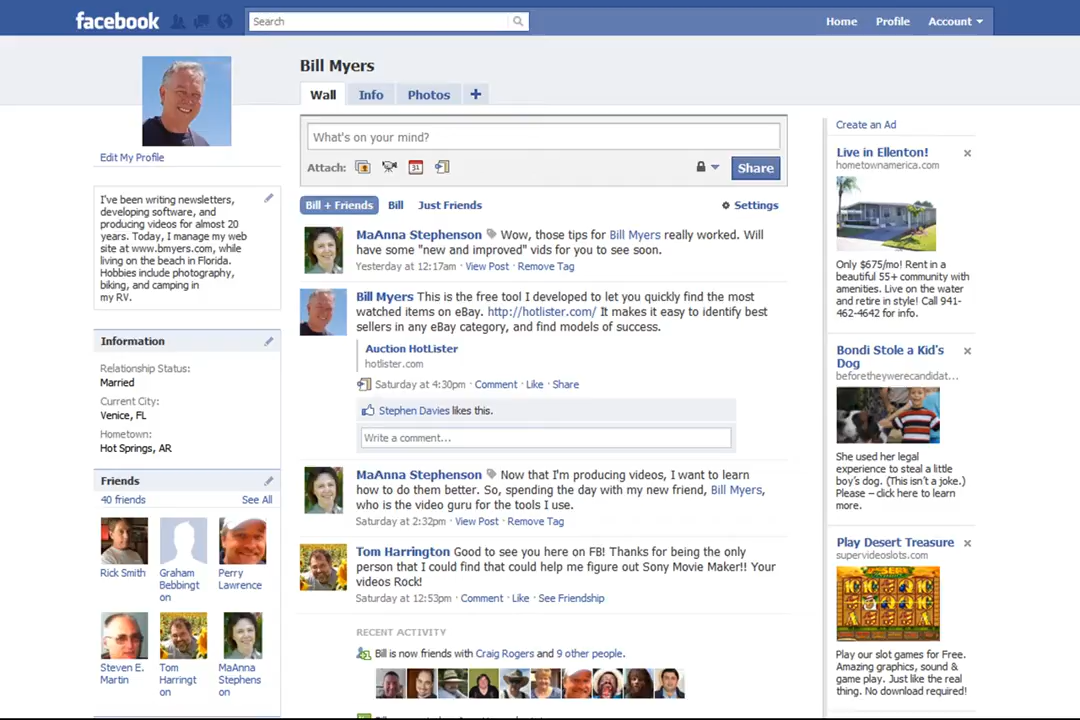 facebook
Search
Home
Profile
Account
Bill Myers
Wall
Info
Photos
+
What's on your mind?
Attach:
31
Share
Edit My Profile
I've been writing newsletters,
developing software, and
producing videos for almost 20
years. Today, I manage my web
site at www.bmyers.com, while
living on the beach in Florida.
Hobbies include photography,
biking, and camping in
my RV.
Information
Relationship Status:
Married
Current City:
Venice, FL
Hometown:
Hot Springs, AR
Friends
40 friends
See All
Rick Smith
Graham
Bebbingt
on
Perry
Lawrence
Steven E.
Martin
Tom
Harringt
on
MaAnna
Stephens
on
Bill + Friends
Bill
Just Friends
Settings
MaAnna Stephenson Wow, those tips for Bill Myers really worked. Will
have some "new and improved" vids for you to see soon.
Yesterday at 12:17am · View Post · Remove Tag
Bill Myers This is the free tool I developed to let you quickly find the most
watched items on eBay. http://hotlister.com/ It makes it easy to identify best
sellers in any eBay category, and find models of success.
Auction HotLister
hotlister.com
Saturday at 4:30pm · Comment · Like · Share
Stephen Davies likes this.
Write a comment...
MaAnna Stephenson Now that I'm producing videos, I want to learn
how to do them better. So, spending the day with my new friend, Bill Myers,
who is the video guru for the tools I use.
Saturday at 2:32pm · View Post · Remove Tag
Tom Harrington Good to see you here on FB! Thanks for being the only
person that I could find that could help me figure out Sony Movie Maker!! Your
videos Rock!
Saturday at 12:53pm · Comment · Like · See Friendship
RECENT ACTIVITY
Bill is now friends with Craig Rogers and 9 other people.
Create an Ad
Live in Ellenton!
hometownamerica.com
Only $675/mo! Rent in a
beautiful 55+ community with
amenities. Live on the water
and retire in style! Call 941-
462-4642 for info.
Bondi Stole a Kid's
Dog
beforetheywerecandidat...
She used her legal
experience to steal a little
boy's dog. (This isn't a joke.)
Please – click here to learn
more.
Play Desert Treasure
supervideoslots.com
Play our slot games for Free.
Amazing graphics, sound &
game play. Just like the real
thing. No download required!